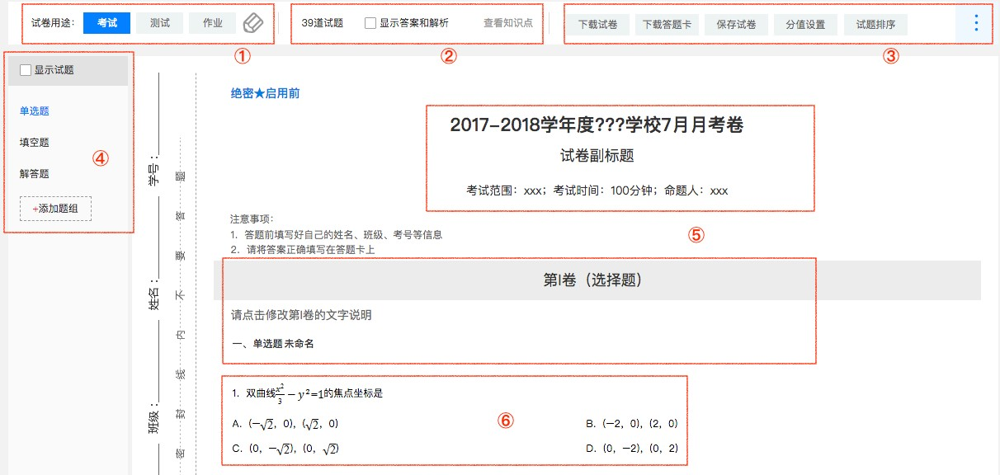 试卷用途: 考试 测试 作业 39道试题 显示答案和解析 查看知识点 下载试卷 下载答题卡 保存试卷 分值设置 试题排序
① ② ③
显示试题
单选题
填空题
④
解答题
+添加题组
学号:
姓名:
班级:
密 封 线 内 不 要 答 题
绝密★启用前
2017-2018学年度???学校7月月考卷
试卷副标题
考试范围：xxx；考试时间：100分钟；命题人：xxx
注意事项：
1. 答题前填写好自己的姓名、班级、考号等信息
⑤
2. 请将答案正确填写在答题卡上
第I卷（选择题）
请点击修改第I卷的文字说明
一、单选题 未命名
1. 双曲线x²/3－y²=1的焦点坐标是
⑥
A. (−√2, 0), (√2, 0) B. (−2, 0), (2, 0)
C. (0, −√2), (0, √2) D. (0, −2), (0, 2)